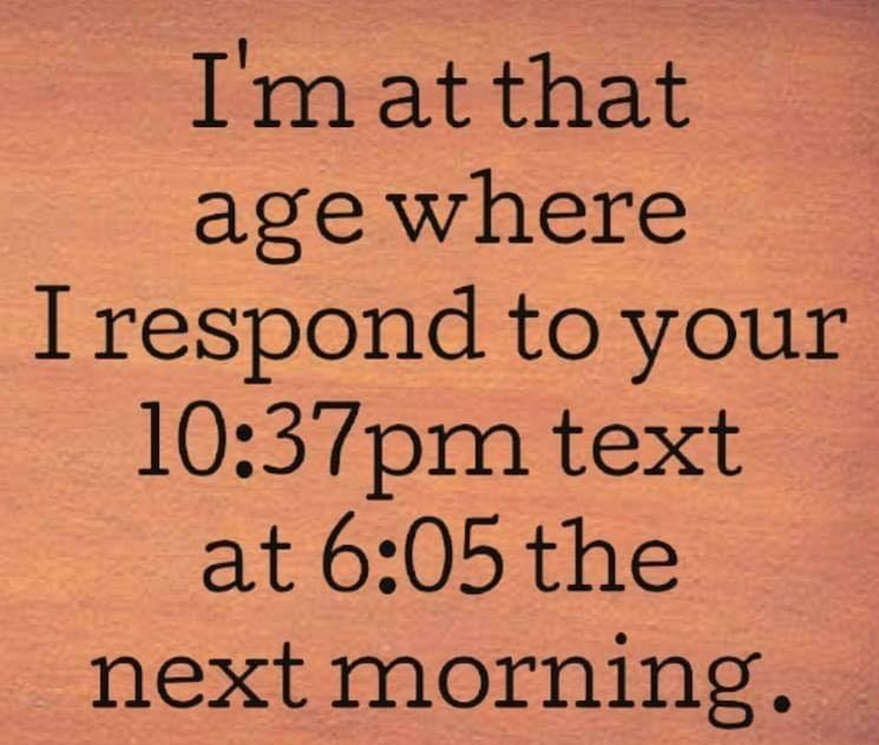 I'm at that
age where
I respond to your
10:37pm text
at 6:05 the
next morning.